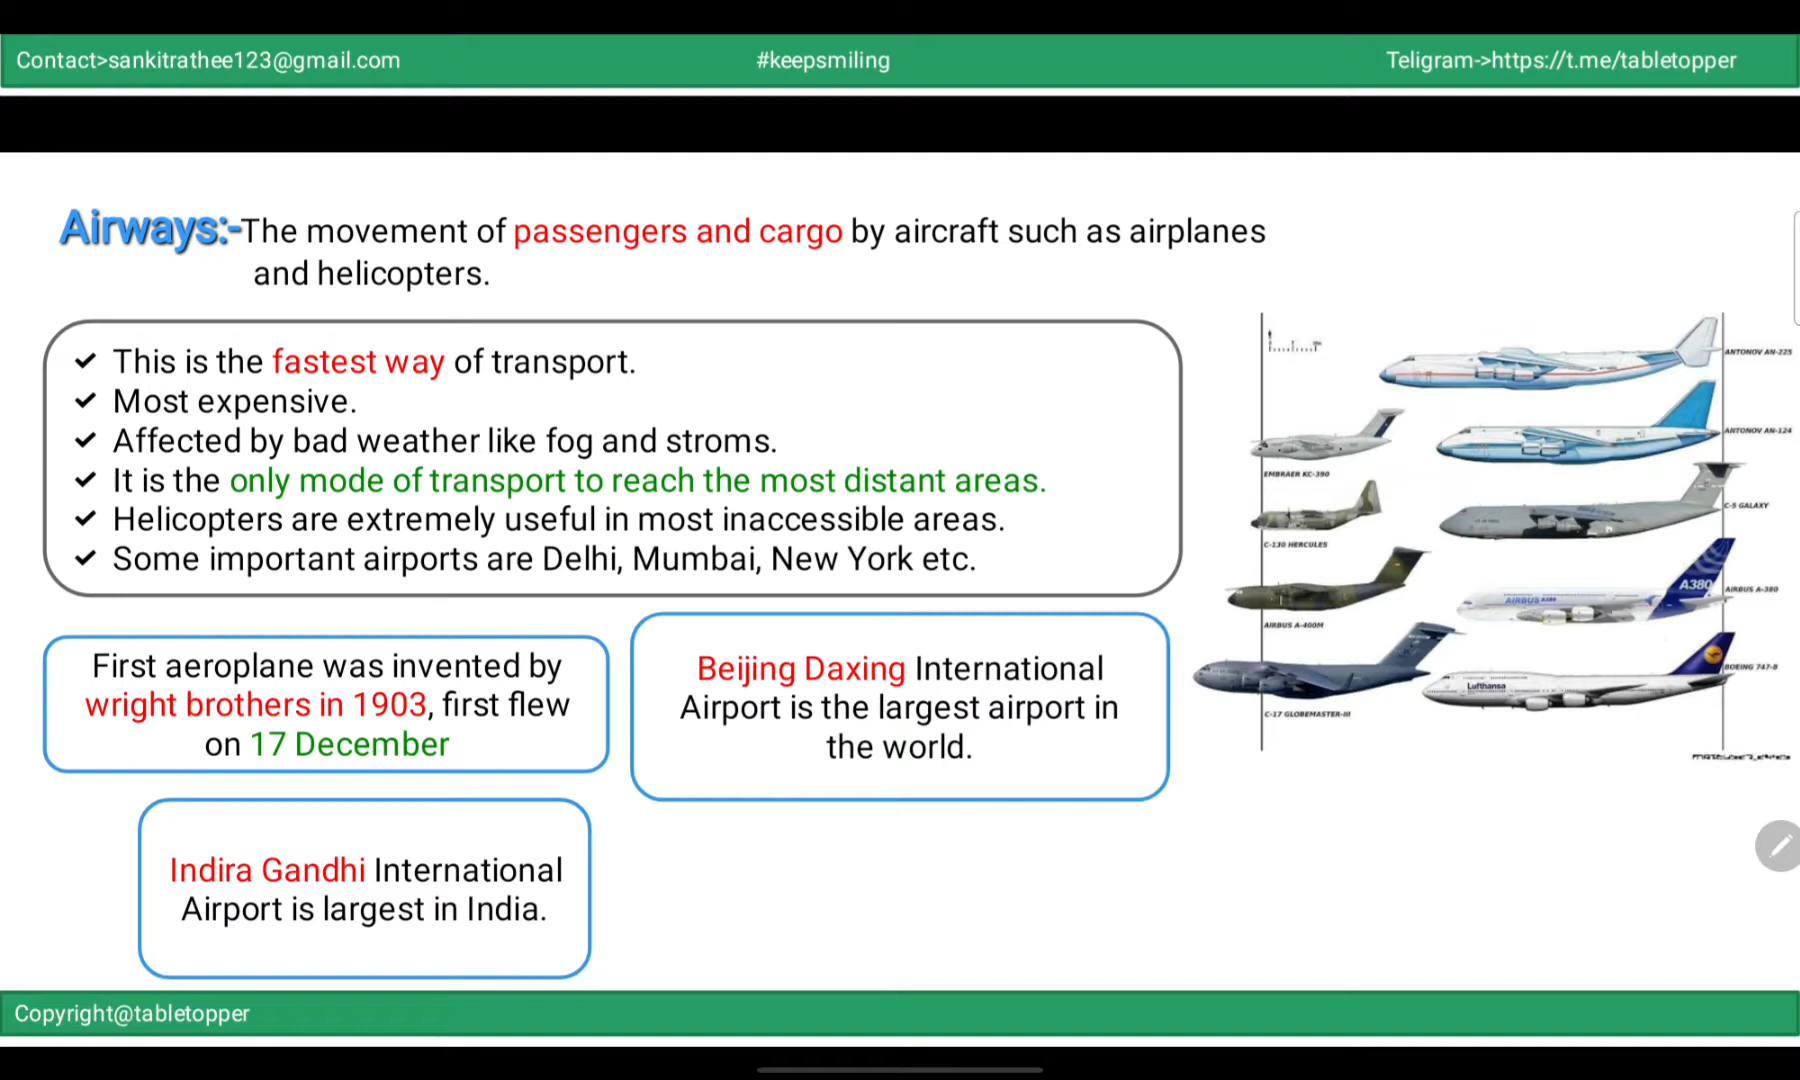 Contact>sankitrathee123@gmail.com
#keepsmiling
Teligram->https://t.me/tabletopper
Airways:-The movement of passengers and cargo by aircraft such as airplanes
and helicopters.
✔ This is the fastest way of transport.
✔ Most expensive.
✔ Affected by bad weather like fog and stroms.
✔ It is the only mode of transport to reach the most distant areas.
✔ Helicopters are extremely useful in most inaccessible areas.
✔ Some important airports are Delhi, Mumbai, New York etc.
First aeroplane was invented by
wright brothers in 1903, first flew
on 17 December
Beijing Daxing International
Airport is the largest airport in
the world.
Indira Gandhi International
Airport is largest in India.
ANTONOV AN-225
ANTONOV AN-124
EMBRAER KC-390
C-5 GALAXY
C-130 HERCULES
A380
AIRBUS A380
AIRBUS A-380
AIRBUS A-400M
BOEING 747-8
Lufthansa
C-17 GLOBEMASTER-III
Copyright@tabletopper